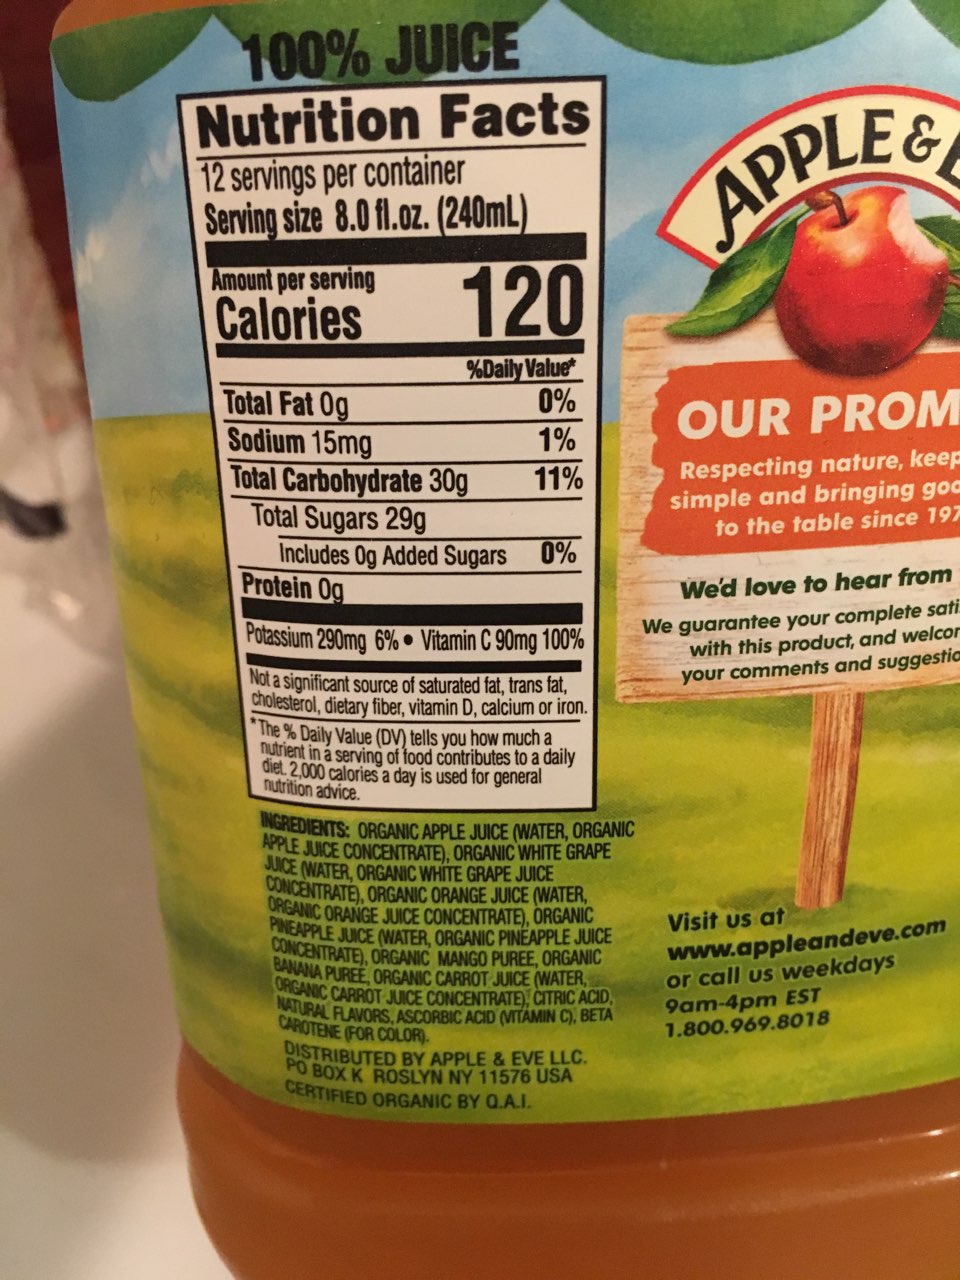 100% JUICE
Nutrition Facts
12 servings per container
Serving size 8.0 fl.oz. (240mL)
Amount per serving
Calories 120
%Daily Value*
Total Fat 0g 0%
Sodium 15mg 1%
Total Carbohydrate 30g 11%
Total Sugars 29g
Includes 0g Added Sugars 0%
Protein 0g
Potassium 290mg 6% • Vitamin C 90mg 100%
Not a significant source of saturated fat, trans fat,
cholesterol, dietary fiber, vitamin D, calcium or iron.
*The % Daily Value (DV) tells you how much a
nutrient in a serving of food contributes to a daily
diet. 2,000 calories a day is used for general
nutrition advice.
INGREDIENTS: ORGANIC APPLE JUICE (WATER, ORGANIC
APPLE JUICE CONCENTRATE), ORGANIC WHITE GRAPE
JUICE (WATER, ORGANIC WHITE GRAPE JUICE
CONCENTRATE), ORGANIC ORANGE JUICE (WATER,
ORGANIC ORANGE JUICE CONCENTRATE), ORGANIC
PINEAPPLE JUICE (WATER, ORGANIC PINEAPPLE JUICE
CONCENTRATE), ORGANIC MANGO PUREE, ORGANIC
BANANA PUREE, ORGANIC CARROT JUICE (WATER,
ORGANIC CARROT JUICE CONCENTRATE), CITRIC ACID,
NATURAL FLAVORS, ASCORBIC ACID (VITAMIN C), BETA
CAROTENE (FOR COLOR).
DISTRIBUTED BY APPLE & EVE LLC.
PO BOX K ROSLYN NY 11576 USA
CERTIFIED ORGANIC BY Q.A.I.
APPLE &
OUR PROM
Respecting nature, keep
simple and bringing goo
to the table since 197
We'd love to hear from
We guarantee your complete sati
with this product, and welcom
your comments and suggestio
Visit us at
www.appleandeve.com
or call us weekdays
9am-4pm EST
1.800.969.8018